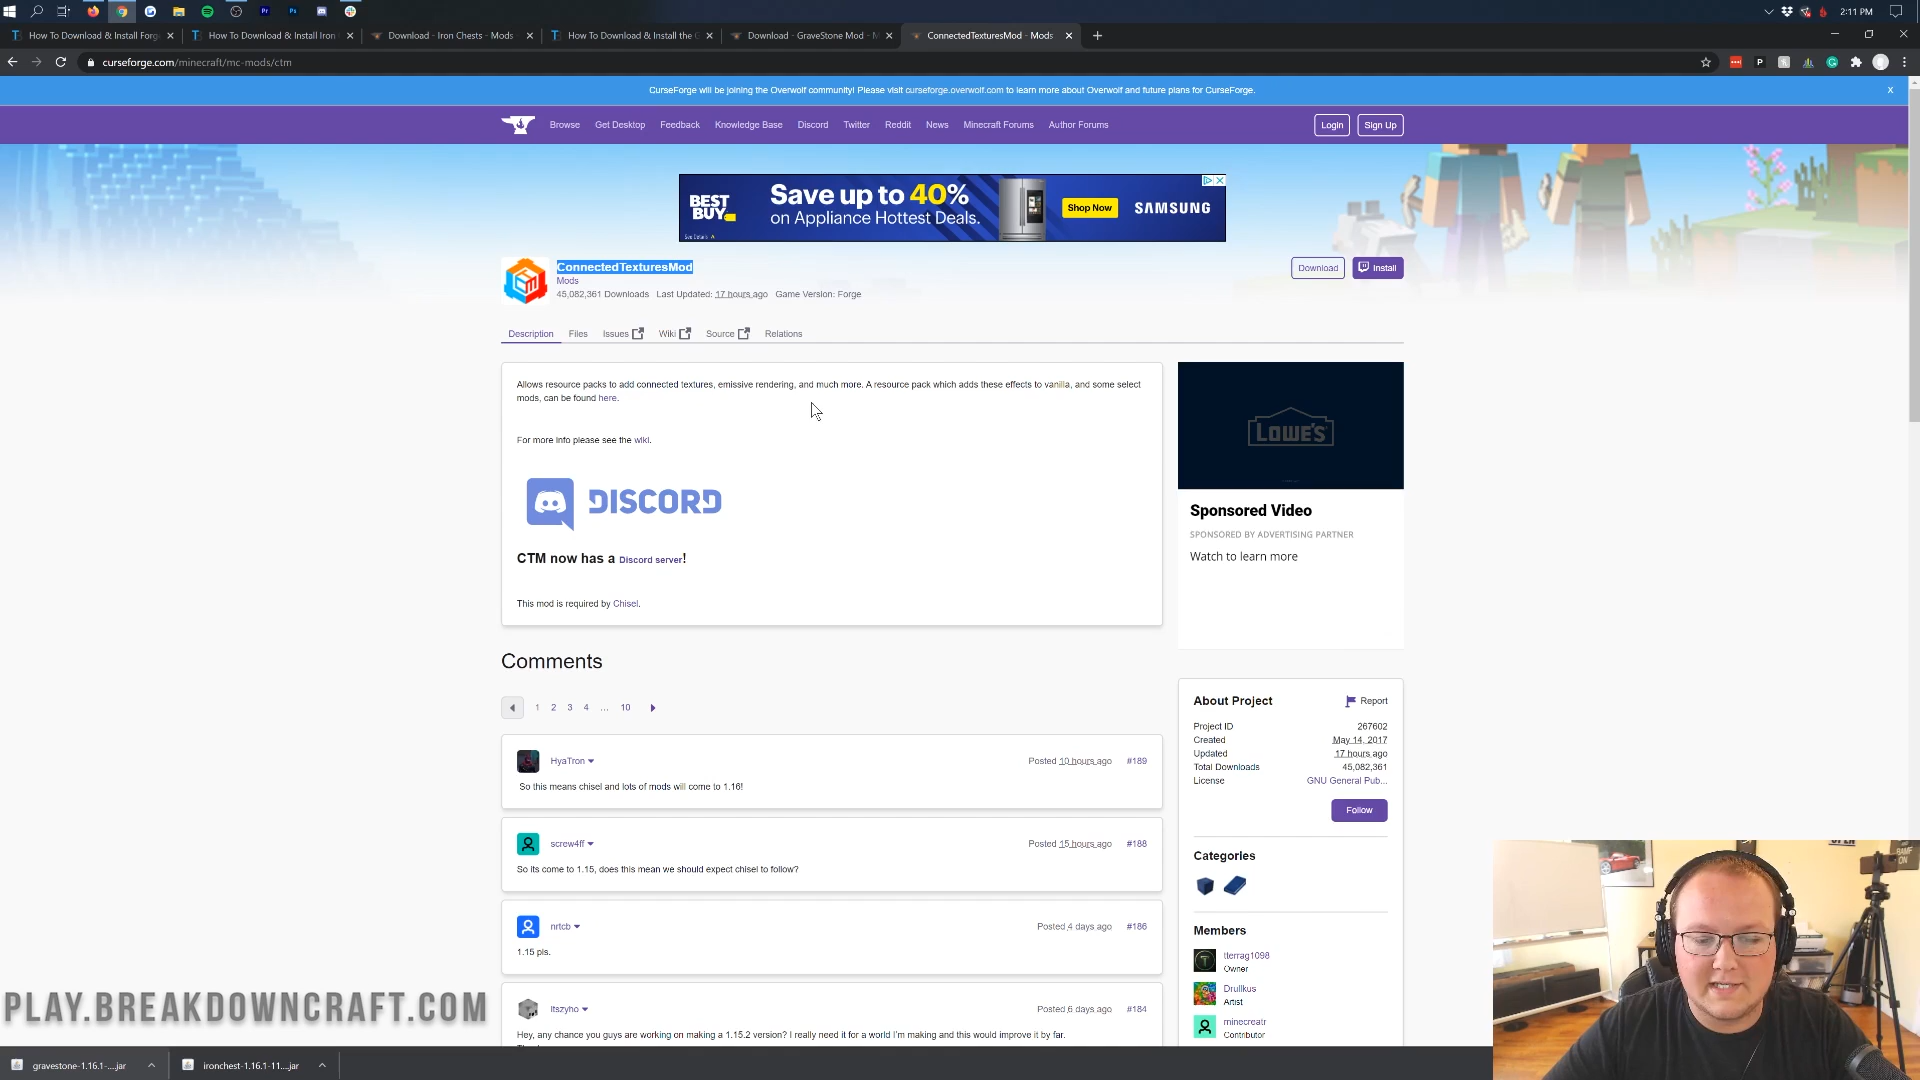 2:11 PM
How To Download & Install Forg
How To Download & Install Iron
Download - Iron Chests - Mods
How To Download & Install the G
Download - GraveStone Mod - M
ConnectedTexturesMod - Mods
curseforge.com/minecraft/mc-mods/ctm
CurseForge will be joining the Overwolf community! Please visit curseforge.overwolf.com to learn more about Overwolf and future plans for CurseForge.
X
Browse
Get Desktop
Feedback
Knowledge Base
Discord
Twitter
Reddit
News
Minecraft Forums
Author Forums
Login
Sign Up
BEST BUY
Save up to 40%
on Appliance Hottest Deals.
Shop Now
SAMSUNG
See Details
ConnectedTexturesMod
Mods
45,082,361 Downloads Last Updated: 17 hours ago Game Version: Forge
Download
Install
Description
Files
Issues
Wiki
Source
Relations
Allows resource packs to add connected textures, emissive rendering, and much more. A resource pack which adds these effects to vanilla, and some select
mods, can be found here.
For more info please see the wiki.
DISCORD
CTM now has a Discord server!
This mod is required by Chisel.
LOWE'S
Sponsored Video
SPONSORED BY ADVERTISING PARTNER
Watch to learn more
Comments
1 2 3 4 … 10
HyaTron
Posted 10 hours ago #189
So this means chisel and lots of mods will come to 1.16!
screw4ff
Posted 15 hours ago #188
So its come to 1.15, does this mean we should expect chisel to follow?
nrtcb
Posted 4 days ago #186
1.15 pls.
itszyho
Posted 6 days ago #184
Hey, any chance you guys are working on making a 1.15.2 version? I really need it for a world I'm making and this would improve it by far.
About Project
Report
Project ID 267602
Created May 14, 2017
Updated 17 hours ago
Total Downloads 45,082,361
License GNU General Pub...
Follow
Categories
Members
tterrag1098
Owner
Drullkus
Artist
minecreatr
Contributor
PLAY.BREAKDOWNCRAFT.COM
gravestone-1.16.1-....jar
ironchest-1.16.1-11....jar